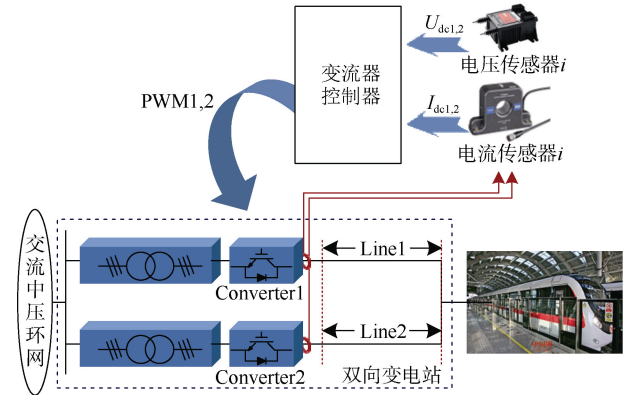 U_dc1,2
电压传感器i
变流器
控制器
PWM1,2
I_dc1,2
电流传感器i
交流中压环网
Line1
Converter1
Line2
Converter2
双向变电站